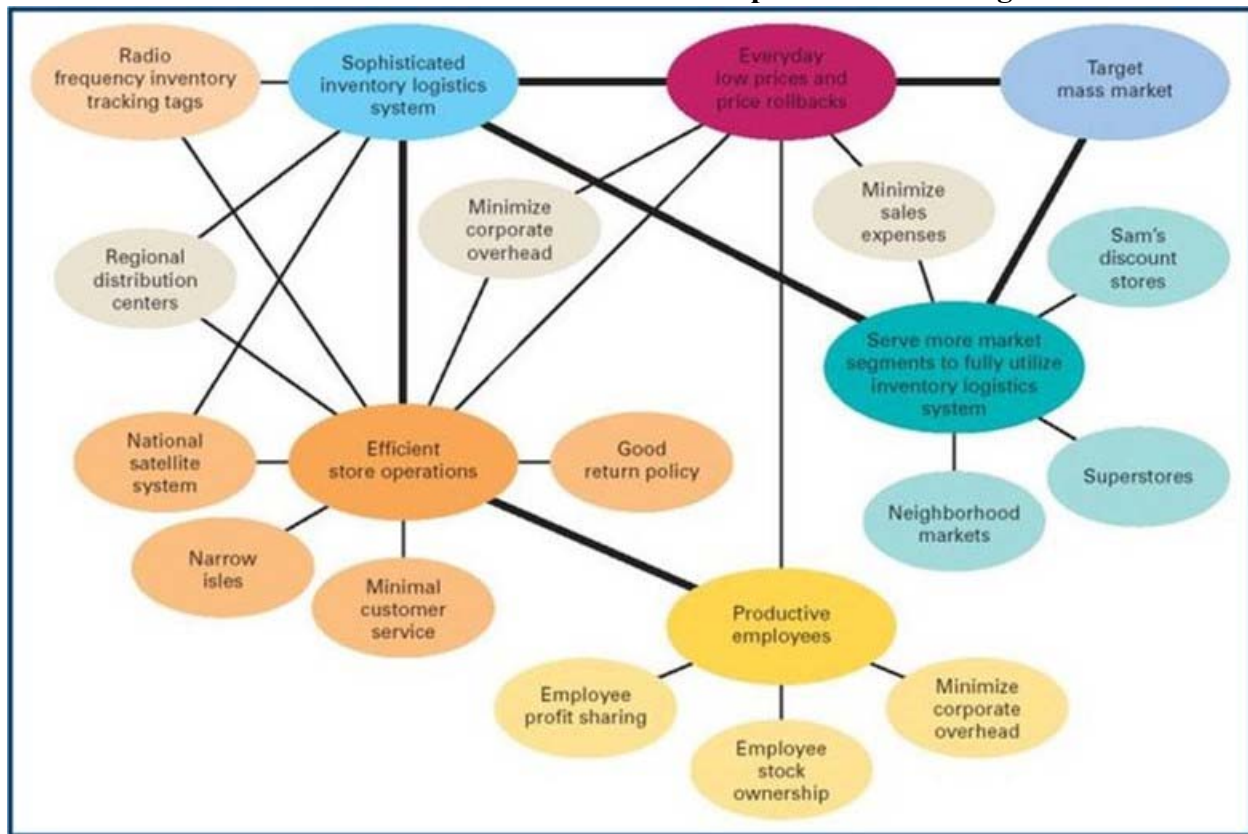 Radio
frequency inventory
tracking tags
Sophisticated
inventory logistics
system
Everyday
low prices and
price rollbacks
Target
mass market
Minimize
corporate
overhead
Minimize
sales
expenses
Regional
distribution
centers
Sam's
discount
stores
Serve more market
segments to fully utilize
inventory logistics
system
National
satellite
system
Efficient
store operations
Good
return policy
Superstores
Neighborhood
markets
Narrow
isles
Minimal
customer
service
Productive
employees
Employee
profit sharing
Employee
stock
ownership
Minimize
corporate
overhead